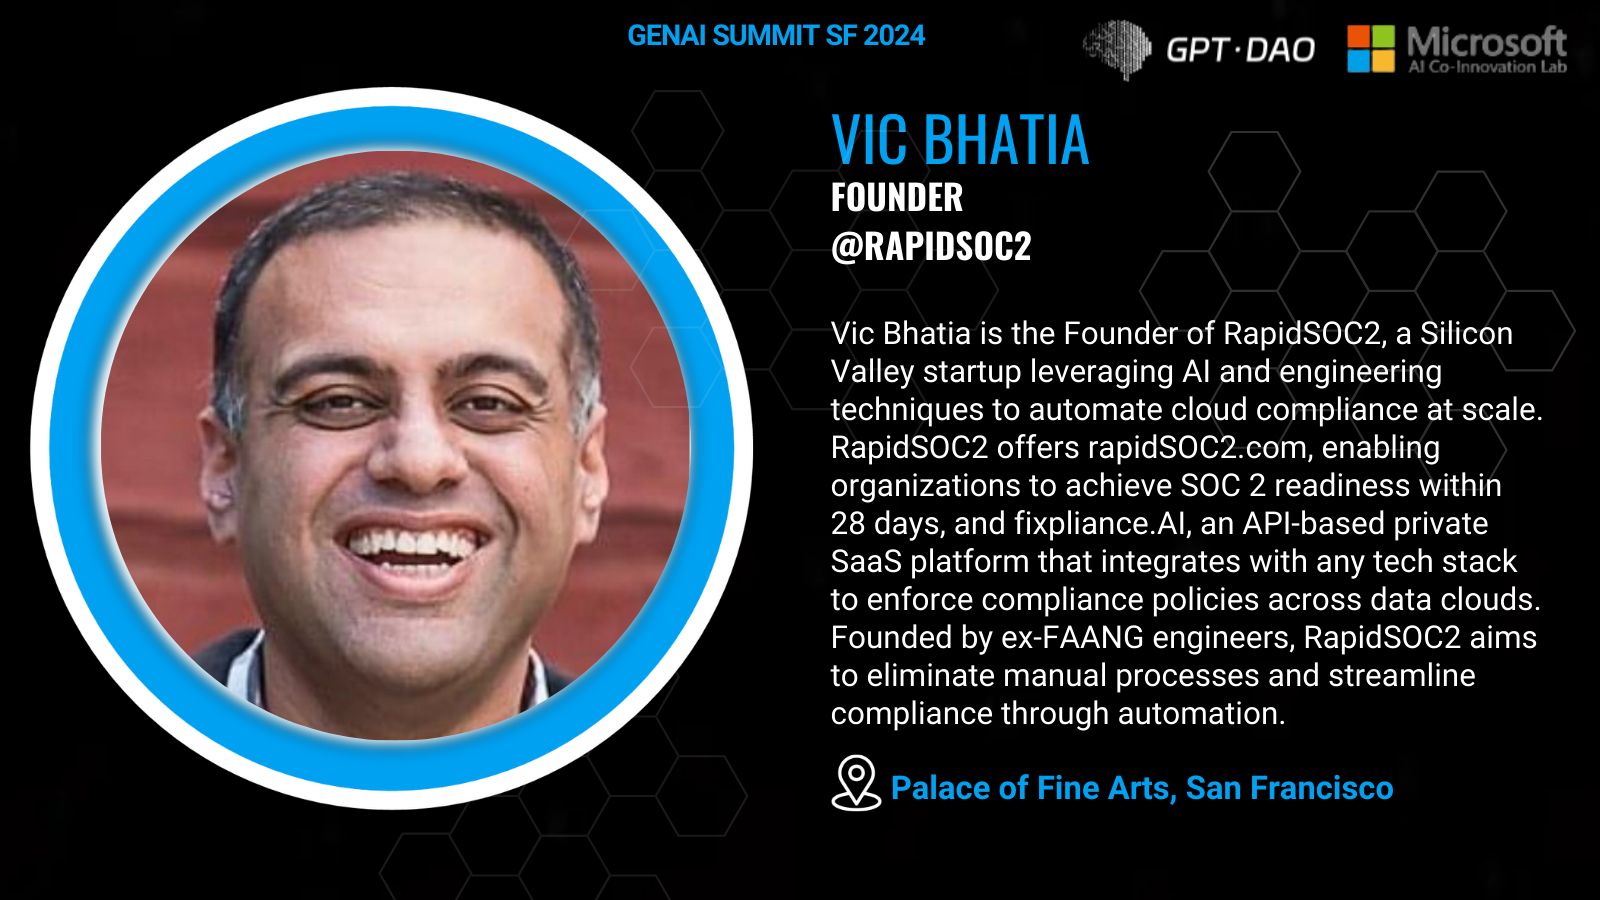 GENAI SUMMIT SF 2024
GPT·DAO
Microsoft
AI Co-Innovation Lab
VIC BHATIA
FOUNDER
@RAPIDSOC2
Vic Bhatia is the Founder of RapidSOC2, a Silicon
Valley startup leveraging AI and engineering
techniques to automate cloud compliance at scale.
RapidSOC2 offers rapidSOC2.com, enabling
organizations to achieve SOC 2 readiness within
28 days, and fixpliance.AI, an API-based private
SaaS platform that integrates with any tech stack
to enforce compliance policies across data clouds.
Founded by ex-FAANG engineers, RapidSOC2 aims
to eliminate manual processes and streamline
compliance through automation.
Palace of Fine Arts, San Francisco